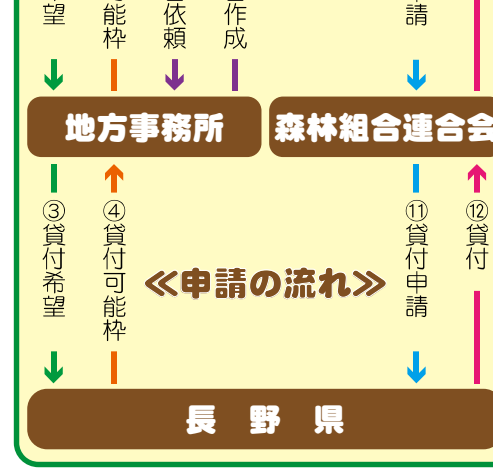 望
能枠
依頼
作成
請
地方事務所
森林組合連合会
③貸付希望
④貸付可能枠
≪申請の流れ≫
⑪貸付申請
⑫貸付
長野県